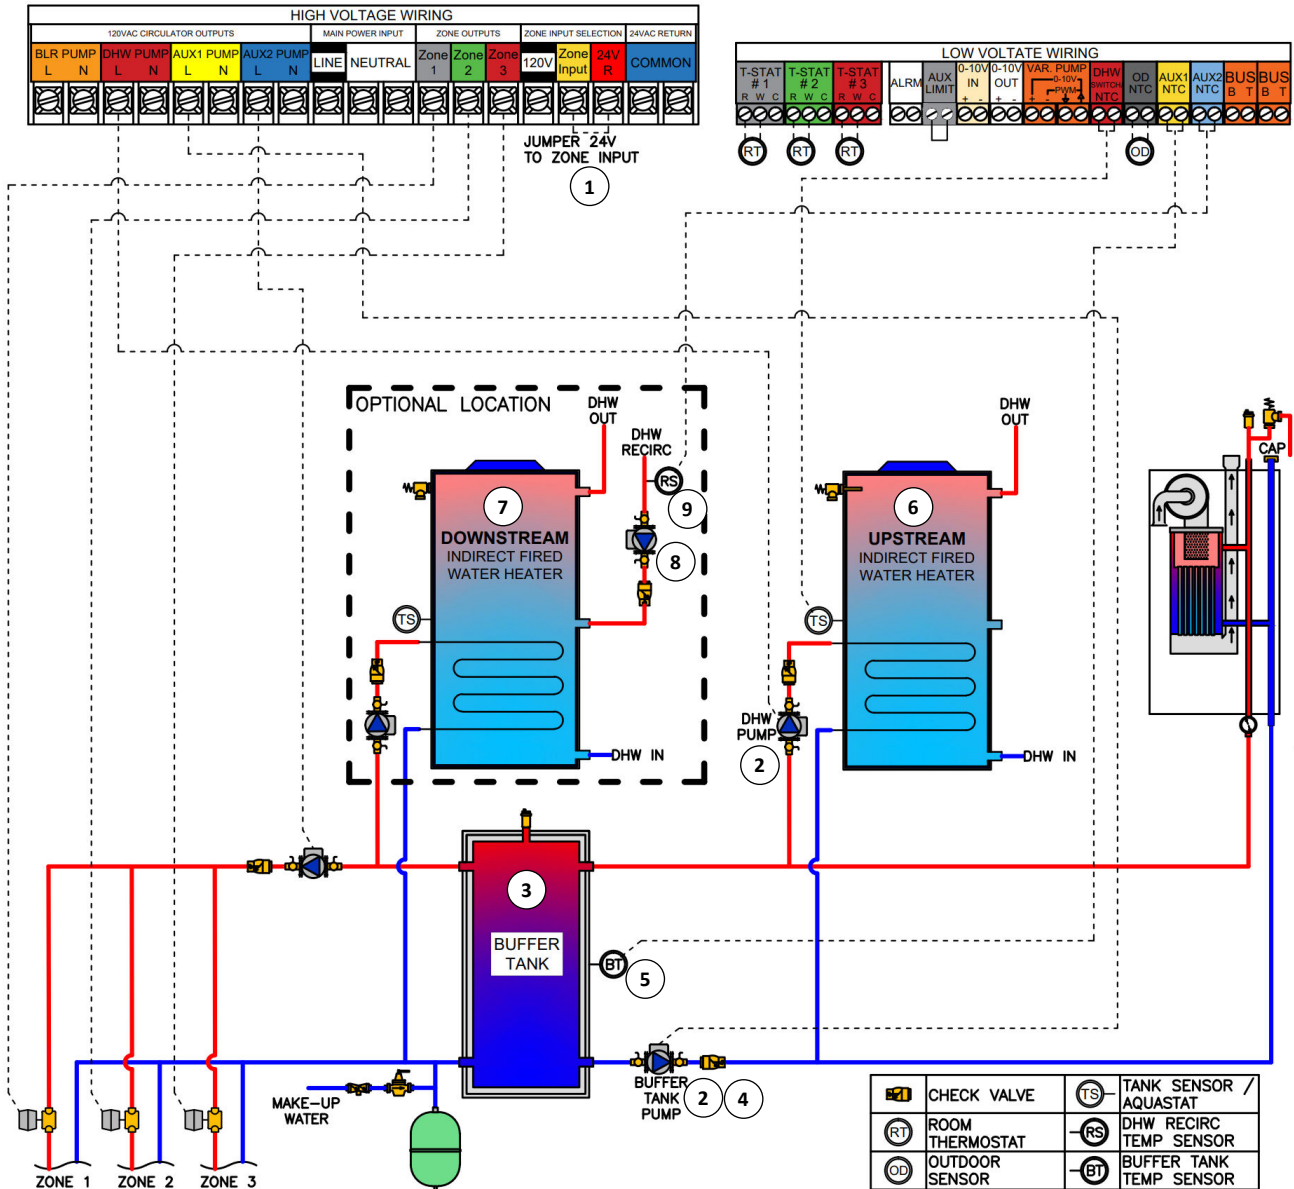 HIGH VOLTAGE WIRING
120VAC CIRCULATOR OUTPUTS MAIN POWER INPUT ZONE OUTPUTS ZONE INPUT SELECTION 24VAC RETURN
BLR PUMP DHW PUMP AUX1 PUMP AUX2 PUMP LINE NEUTRAL Zone 1 Zone 2 Zone 3 120V Zone Input 24V R COMMON
L N L N L N L N
JUMPER 24V
TO ZONE INPUT
1
LOW VOLTATE WIRING
T-STAT # 1 T-STAT # 2 T-STAT # 3 ALRM AUX LIMIT 0-10V IN 0-10V OUT VAR. PUMP DHW SWITCH/ NTC OD NTC AUX1 NTC AUX2 NTC BUS BUS
0-10V
PWM
R W C R W C R W C + - + - + - B T B T
RT RT RT OD
OPTIONAL LOCATION
DHW
OUT
DHW
RECIRC
RS
9
8
7
DOWNSTREAM
INDIRECT FIRED
WATER HEATER
TS
DHW IN
DHW
OUT
6
UPSTREAM
INDIRECT FIRED
WATER HEATER
TS
DHW
PUMP
2
DHW IN
CAP
3
BUFFER
TANK
BT
5
BUFFER
TANK
PUMP
2 4
MAKE-UP
WATER
ZONE 1 ZONE 2 ZONE 3
CHECK VALVE
TS TANK SENSOR /
AQUASTAT
RT ROOM
THERMOSTAT
RS DHW RECIRC
TEMP SENSOR
OD OUTDOOR
SENSOR
BT BUFFER TANK
TEMP SENSOR